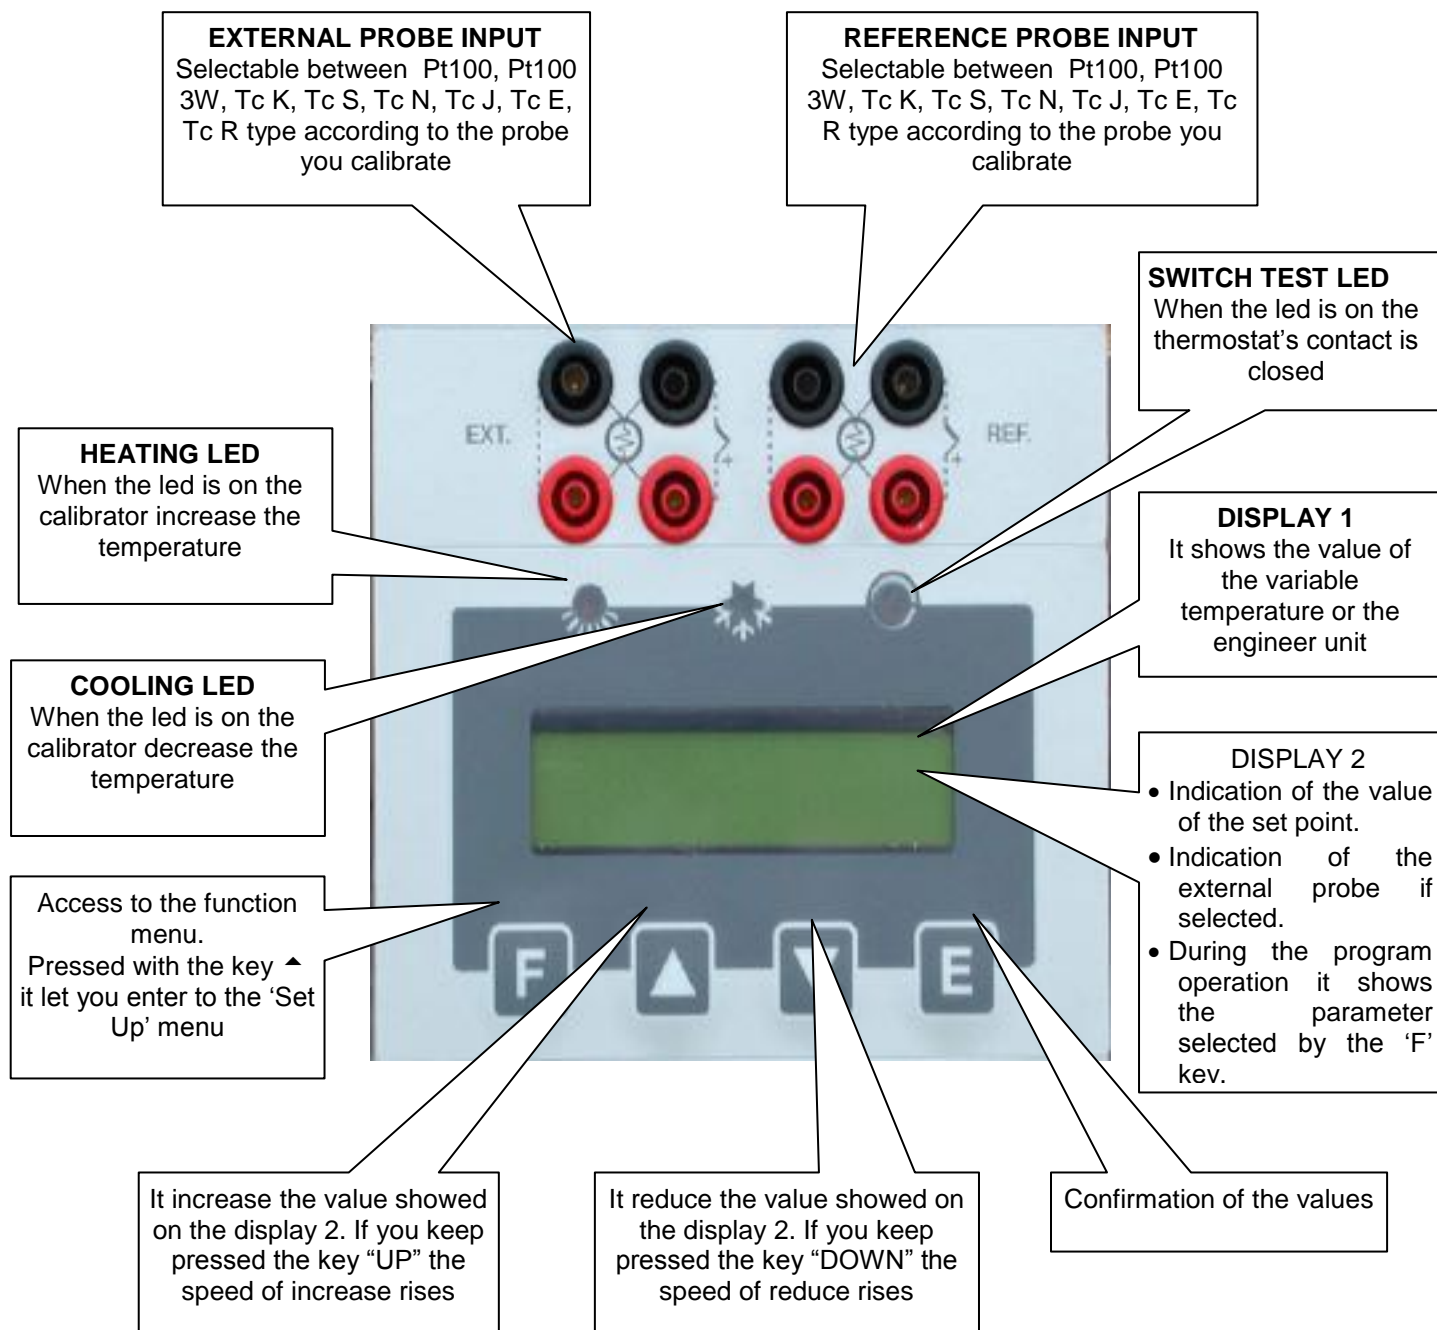 EXTERNAL PROBE INPUT
Selectable between Pt100, Pt100
3W, Tc K, Tc S, Tc N, Tc J, Tc E,
Tc R type according to the probe
you calibrate
REFERENCE PROBE INPUT
Selectable between Pt100, Pt100
3W, Tc K, Tc S, Tc N, Tc J, Tc E, Tc
R type according to the probe you
calibrate
SWITCH TEST LED
When the led is on the
thermostat's contact is
closed
EXT.
REF.
HEATING LED
When the led is on the
calibrator increase the
temperature
DISPLAY 1
It shows the value of
the variable
temperature or the
engineer unit
COOLING LED
When the led is on the
calibrator decrease the
temperature
DISPLAY 2
• Indication of the value
of the set point.
• Indication of the
external probe if
selected.
• During the program
operation it shows
the parameter
selected by the ‘F’
key.
Access to the function
menu.
Pressed with the key ▲
it let you enter to the ‘Set
Up’ menu
F ▲ ▼ E
It increase the value showed
on the display 2. If you keep
pressed the key “UP” the
speed of increase rises
It reduce the value showed on
the display 2. If you keep
pressed the key “DOWN” the
speed of reduce rises
Confirmation of the values